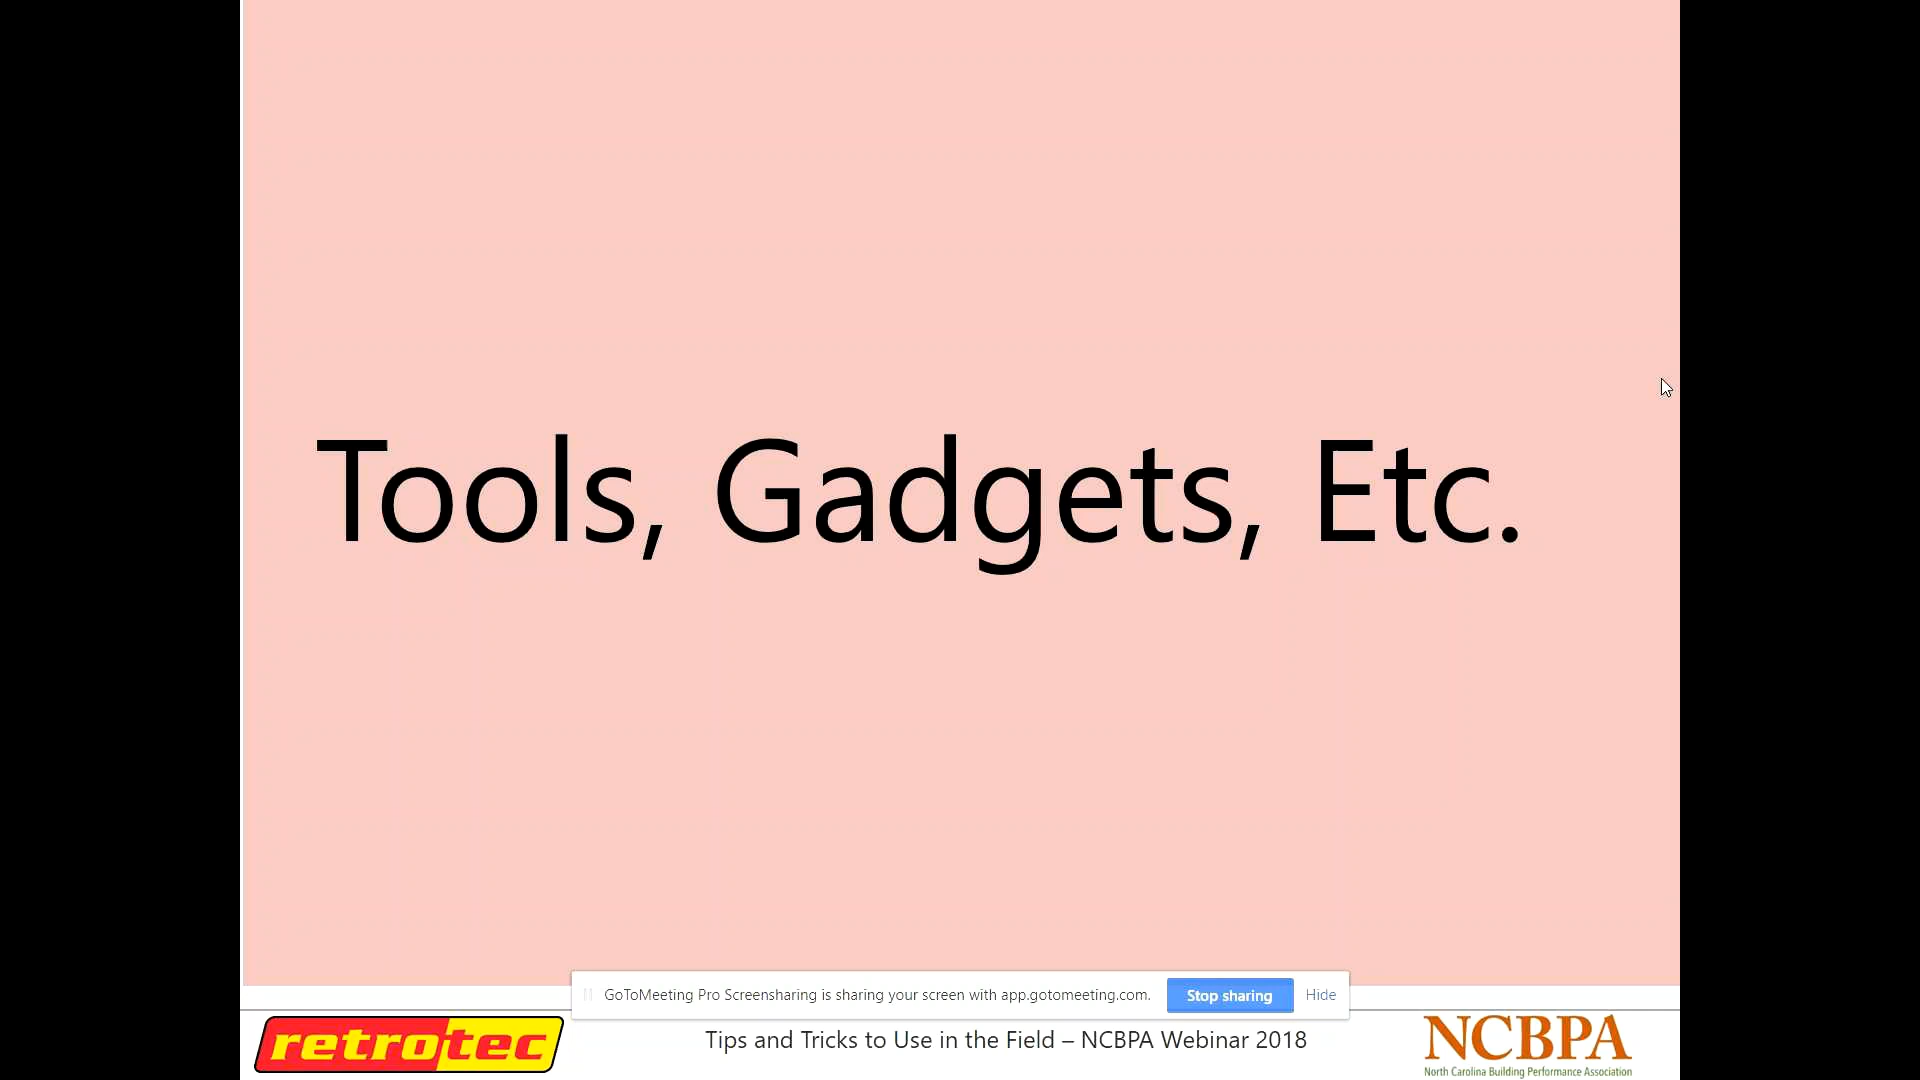 Tools, Gadgets, Etc.
GoToMeeting Pro Screensharing is sharing your screen with app.gotomeeting.com. Stop sharing Hide
retrotec
Tips and Tricks to Use in the Field – NCBPA Webinar 2018
NCBPA
North Carolina Building Performance Association